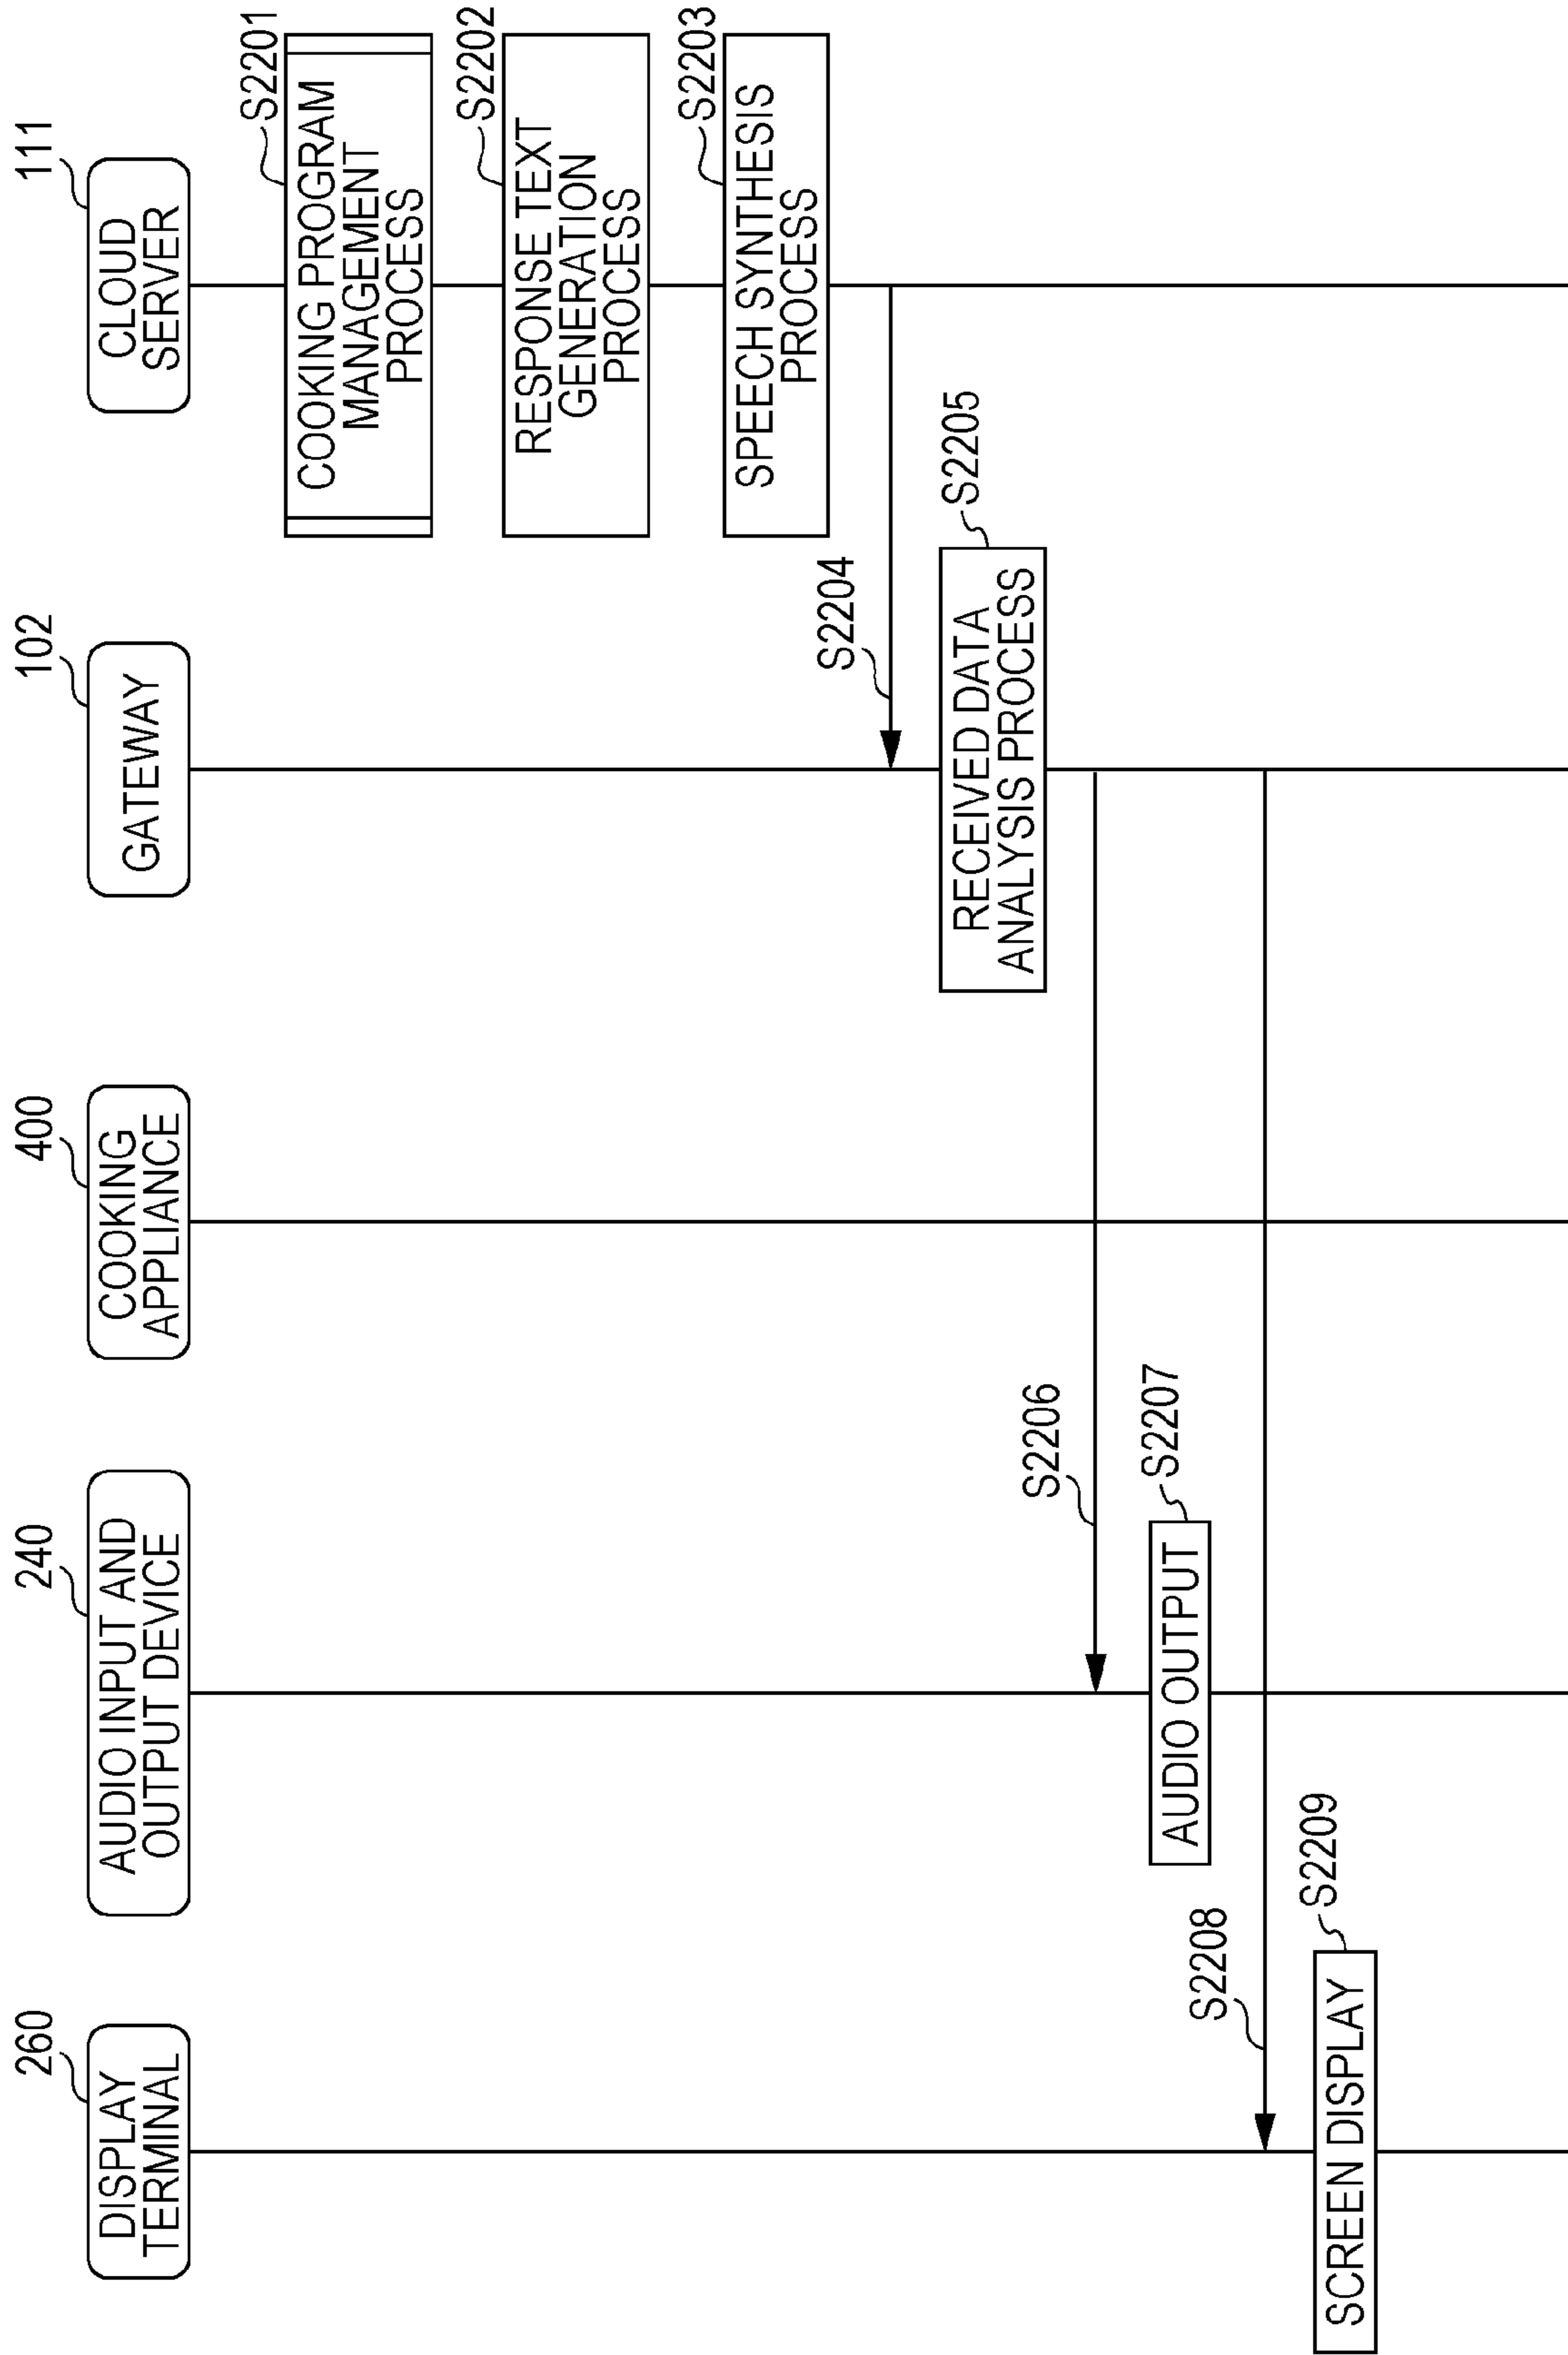 260
DISPLAY
TERMINAL
240
AUDIO INPUT AND
OUTPUT DEVICE
400
COOKING
APPLIANCE
102
GATEWAY
111
CLOUD
SERVER
S2201
COOKING PROGRAM
MANAGEMENT
PROCESS
S2202
RESPONSE TEXT
GENERATION
PROCESS
S2203
SPEECH SYNTHESIS
PROCESS
S2204
S2205
RECEIVED DATA
ANALYSIS PROCESS
S2206
S2207
AUDIO OUTPUT
S2208
S2209
SCREEN DISPLAY